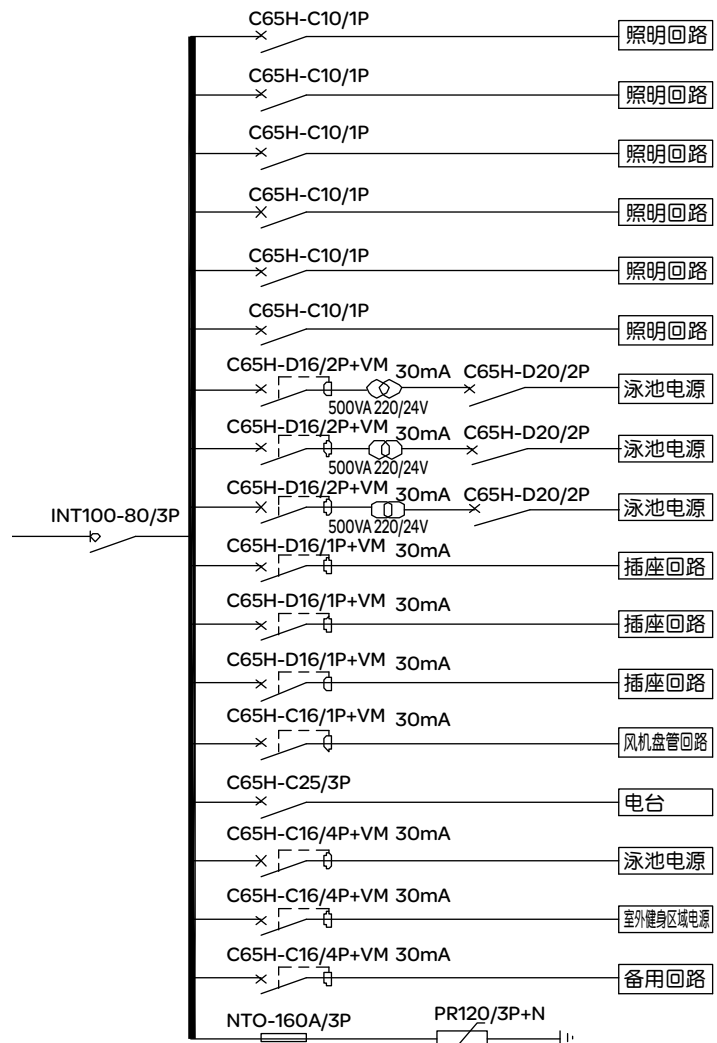 C65H-C10/1P
照明回路
C65H-C10/1P
照明回路
C65H-C10/1P
照明回路
C65H-C10/1P
照明回路
C65H-C10/1P
照明回路
C65H-C10/1P
照明回路
C65H-D16/2P+VM 30mA C65H-D20/2P
泳池电源
500VA 220/24V
C65H-D16/2P+VM 30mA C65H-D20/2P
泳池电源
500VA 220/24V
C65H-D16/2P+VM 30mA C65H-D20/2P
泳池电源
500VA 220/24V
INT100-80/3P
C65H-D16/1P+VM 30mA
插座回路
C65H-D16/1P+VM 30mA
插座回路
C65H-D16/1P+VM 30mA
插座回路
C65H-C16/1P+VM 30mA
风机盘管回路
C65H-C25/3P
电台
C65H-C16/4P+VM 30mA
泳池电源
C65H-C16/4P+VM 30mA
室外健身区域电源
C65H-C16/4P+VM 30mA
备用回路
NTO-160A/3P PR120/3P+N